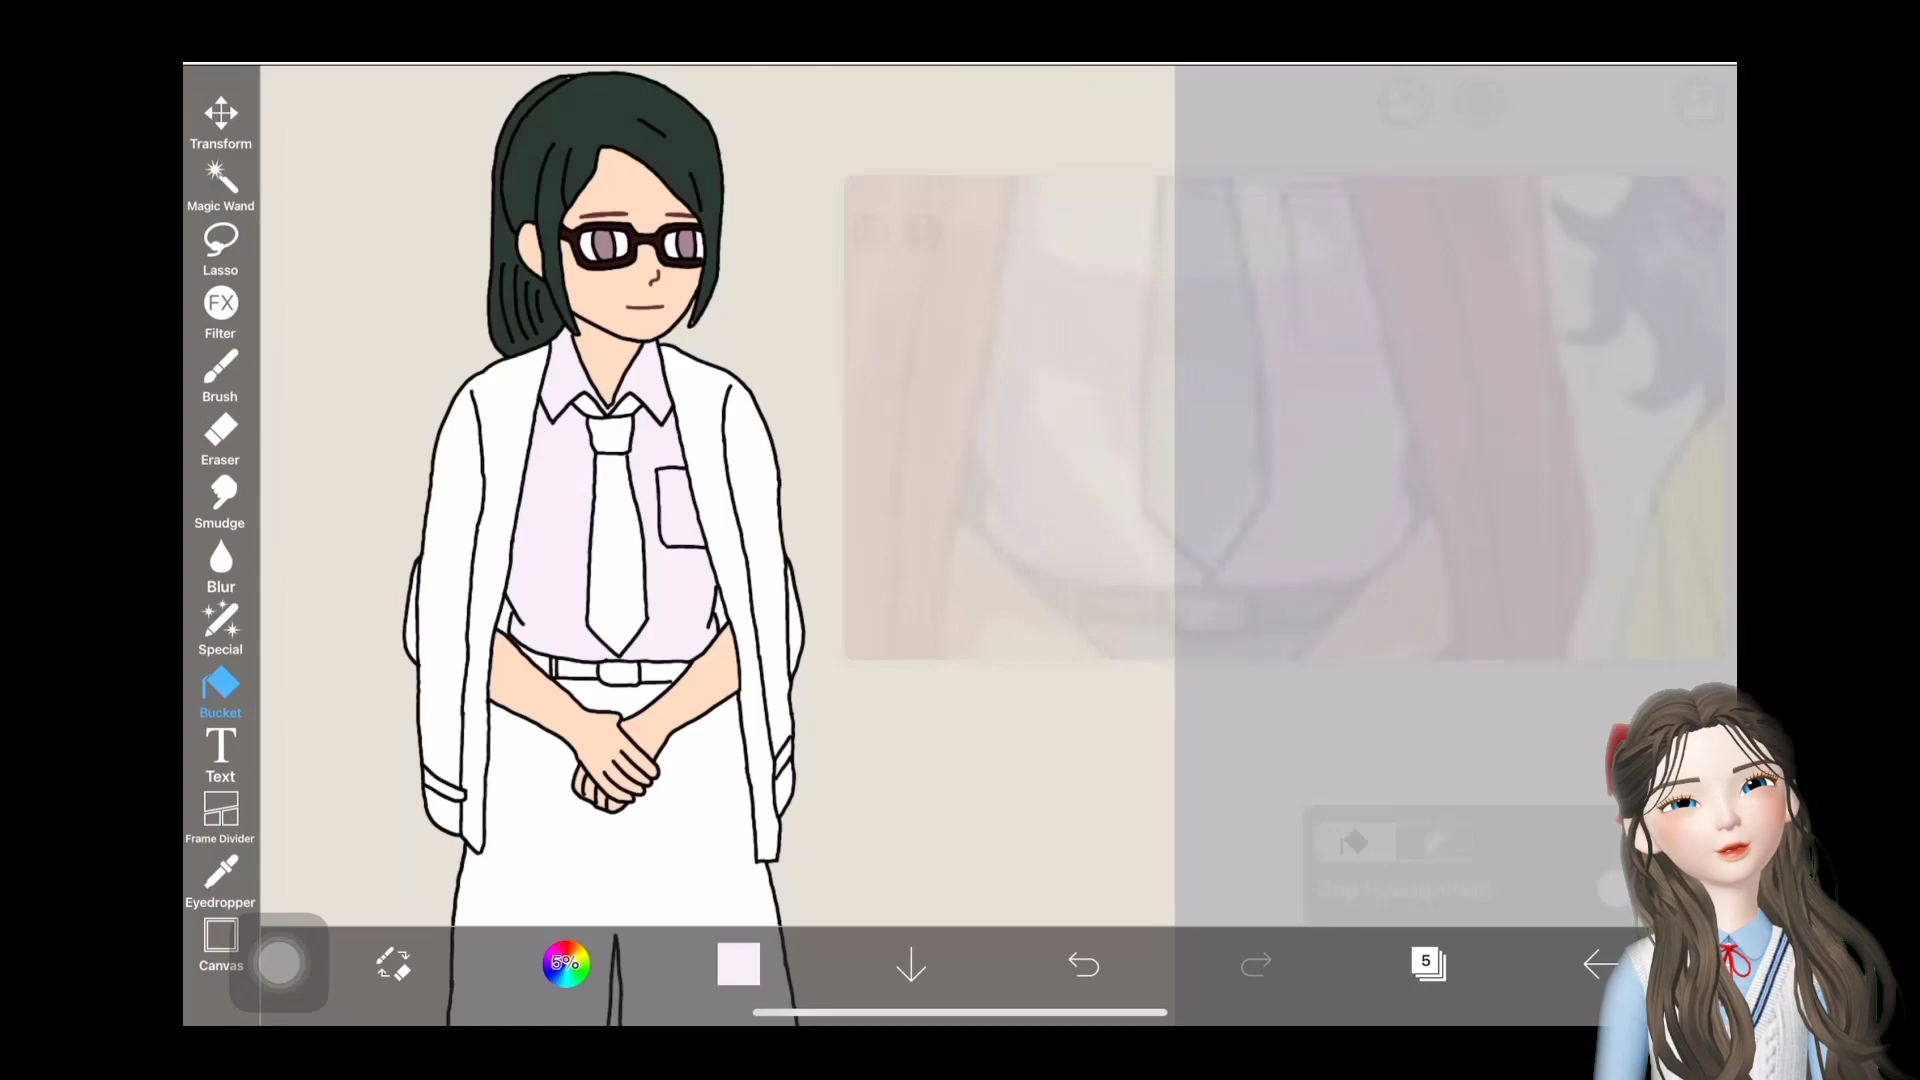 Transform
Magic Wand
Lasso
FX
Filter
Brush
Eraser
Smudge
Blur
Special
Bucket
T
Text
Frame Divider
Eyedropper
Canvas
5%
5